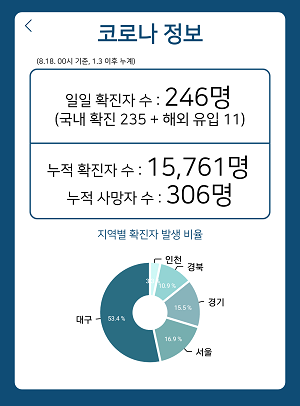 코로나 정보
(8.18. 00시 기준, 1.3 이후 누계)
일일 확진자 수 : 246명
(국내 확진 235 + 해외 유입 11)
누적 확진자 수 : 15,761명
누적 사망자 수 : 306명
지역별 확진자 발생 비율
인천
경북
10.9 %
경기
15.5 %
대구
53.4 %
16.9 %
서울